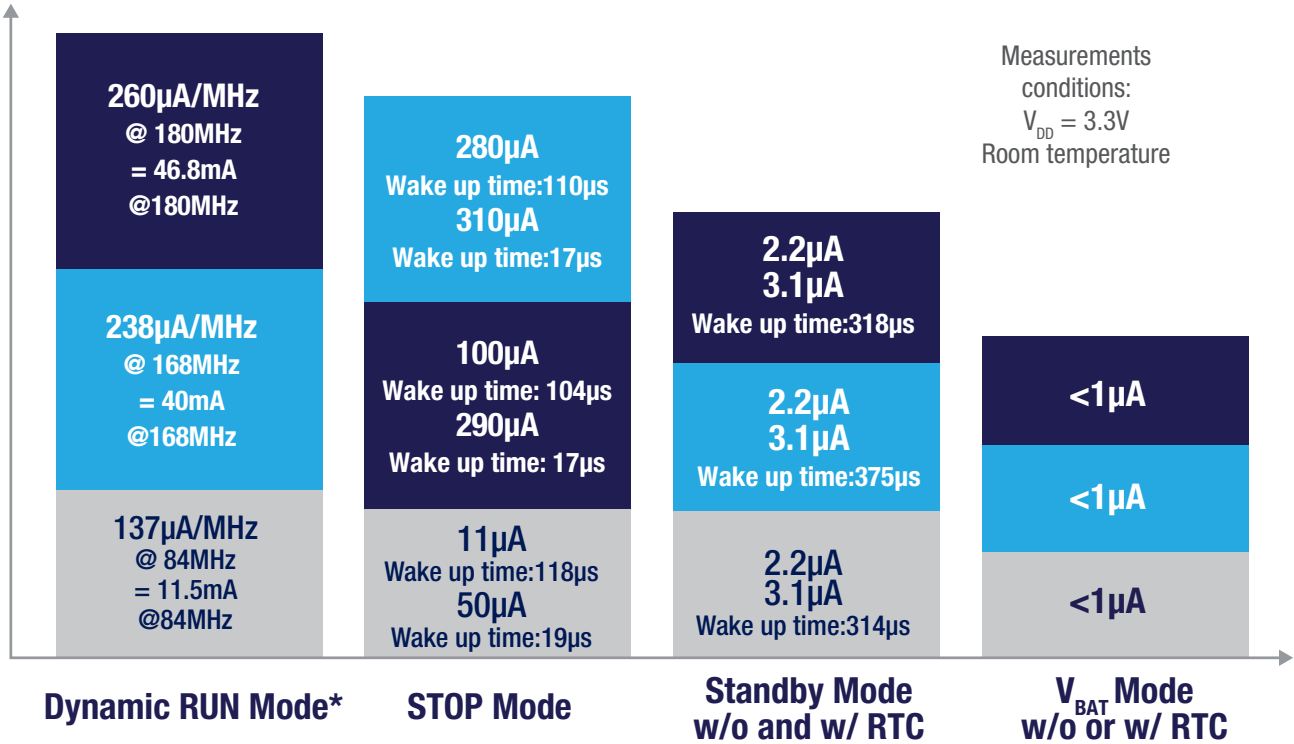 260µA/MHz
@ 180MHz
= 46.8mA
@180MHz
238µA/MHz
@ 168MHz
= 40mA
@168MHz
137µA/MHz
@ 84MHz
= 11.5mA
@84MHz
Dynamic RUN Mode*
280µA
Wake up time:110µs
310µA
Wake up time:17µs
100µA
Wake up time: 104µs
290µA
Wake up time: 17µs
11µA
Wake up time:118µs
50µA
Wake up time:19µs
STOP Mode
2.2µA
3.1µA
Wake up time:318µs
2.2µA
3.1µA
Wake up time:375µs
2.2µA
3.1µA
Wake up time:314µs
Standby Mode
w/o and w/ RTC
Measurements
conditions:
VDD = 3.3V
Room temperature
<1µA
<1µA
<1µA
VBAT Mode
w/o or w/ RTC